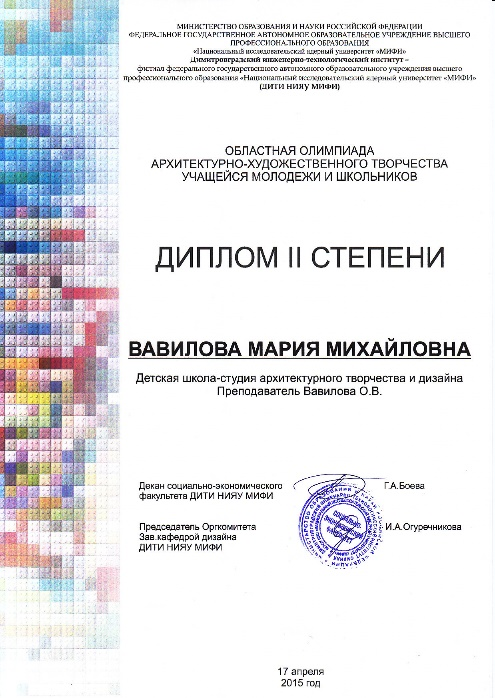 МИНИСТЕРСТВО ОБРАЗОВАНИЯ И НАУКИ РОССИЙСКОЙ ФЕДЕРАЦИИ
ФЕДЕРАЛЬНОЕ ГОСУДАРСТВЕННОЕ АВТОНОМНОЕ ОБРАЗОВАТЕЛЬНОЕ УЧРЕЖДЕНИЕ ВЫСШЕГО
ПРОФЕССИОНАЛЬНОГО ОБРАЗОВАНИЯ
«Национальный исследовательский ядерный университет «МИФИ»
Димитровградский инженерно-технологический институт –
филиал федерального государственного автономного образовательного учреждения высшего
профессионального образования «Национальный исследовательский ядерный университет «МИФИ»
(ДИТИ НИЯУ МИФИ)
ОБЛАСТНАЯ ОЛИМПИАДА
АРХИТЕКТУРНО-ХУДОЖЕСТВЕННОГО ТВОРЧЕСТВА
УЧАЩЕЙСЯ МОЛОДЕЖИ И ШКОЛЬНИКОВ
ДИПЛОМ II СТЕПЕНИ
ВАВИЛОВА МАРИЯ МИХАЙЛОВНА
Детская школа-студия архитектурного творчества и дизайна
Преподаватель Вавилова О.В.
Декан социально-экономического
факультета ДИТИ НИЯУ МИФИ
Г.А.Боева
Председатель Оргкомитета
Зав.кафедрой дизайна
ДИТИ НИЯУ МИФИ
И.А.Огуречникова
17 апреля
2015 год